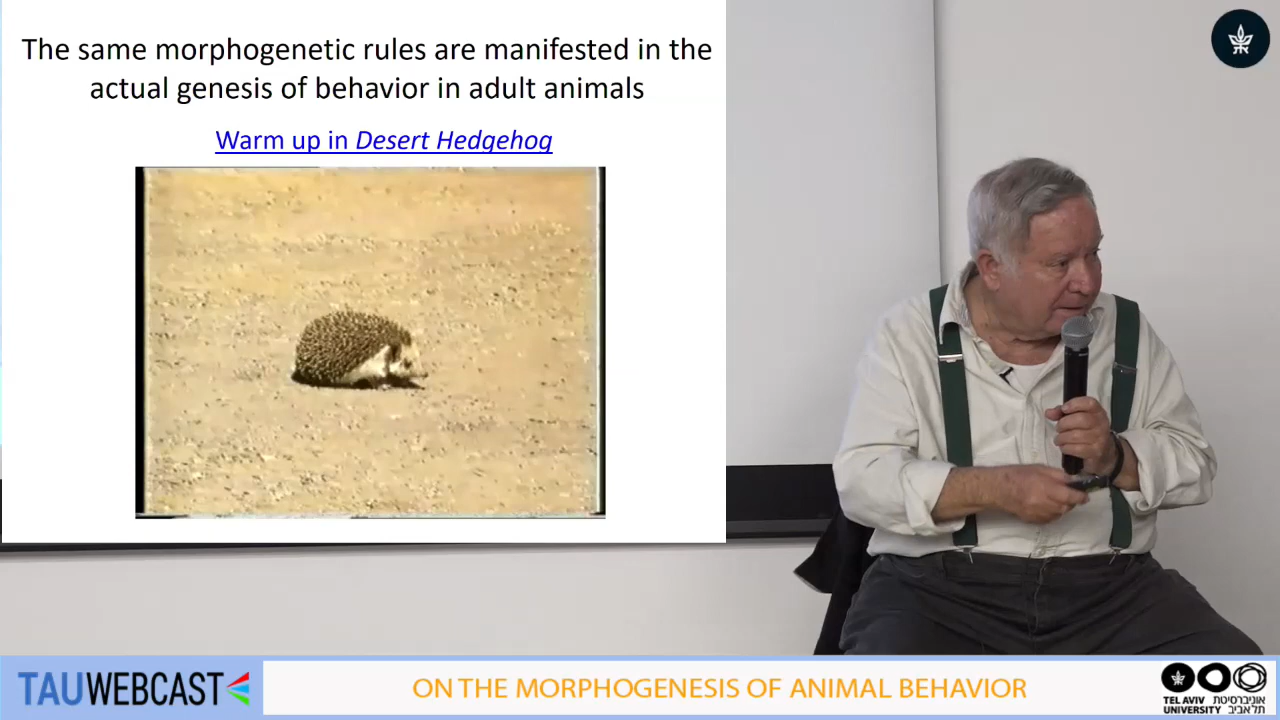 The same morphogenetic rules are manifested in the
actual genesis of behavior in adult animals
Warm up in Desert Hedgehog
TAUWEBCAST
ON THE MORPHOGENESIS OF ANIMAL BEHAVIOR
TEL AVIV אוניברסיטת
UNIVERSITY תל אביב